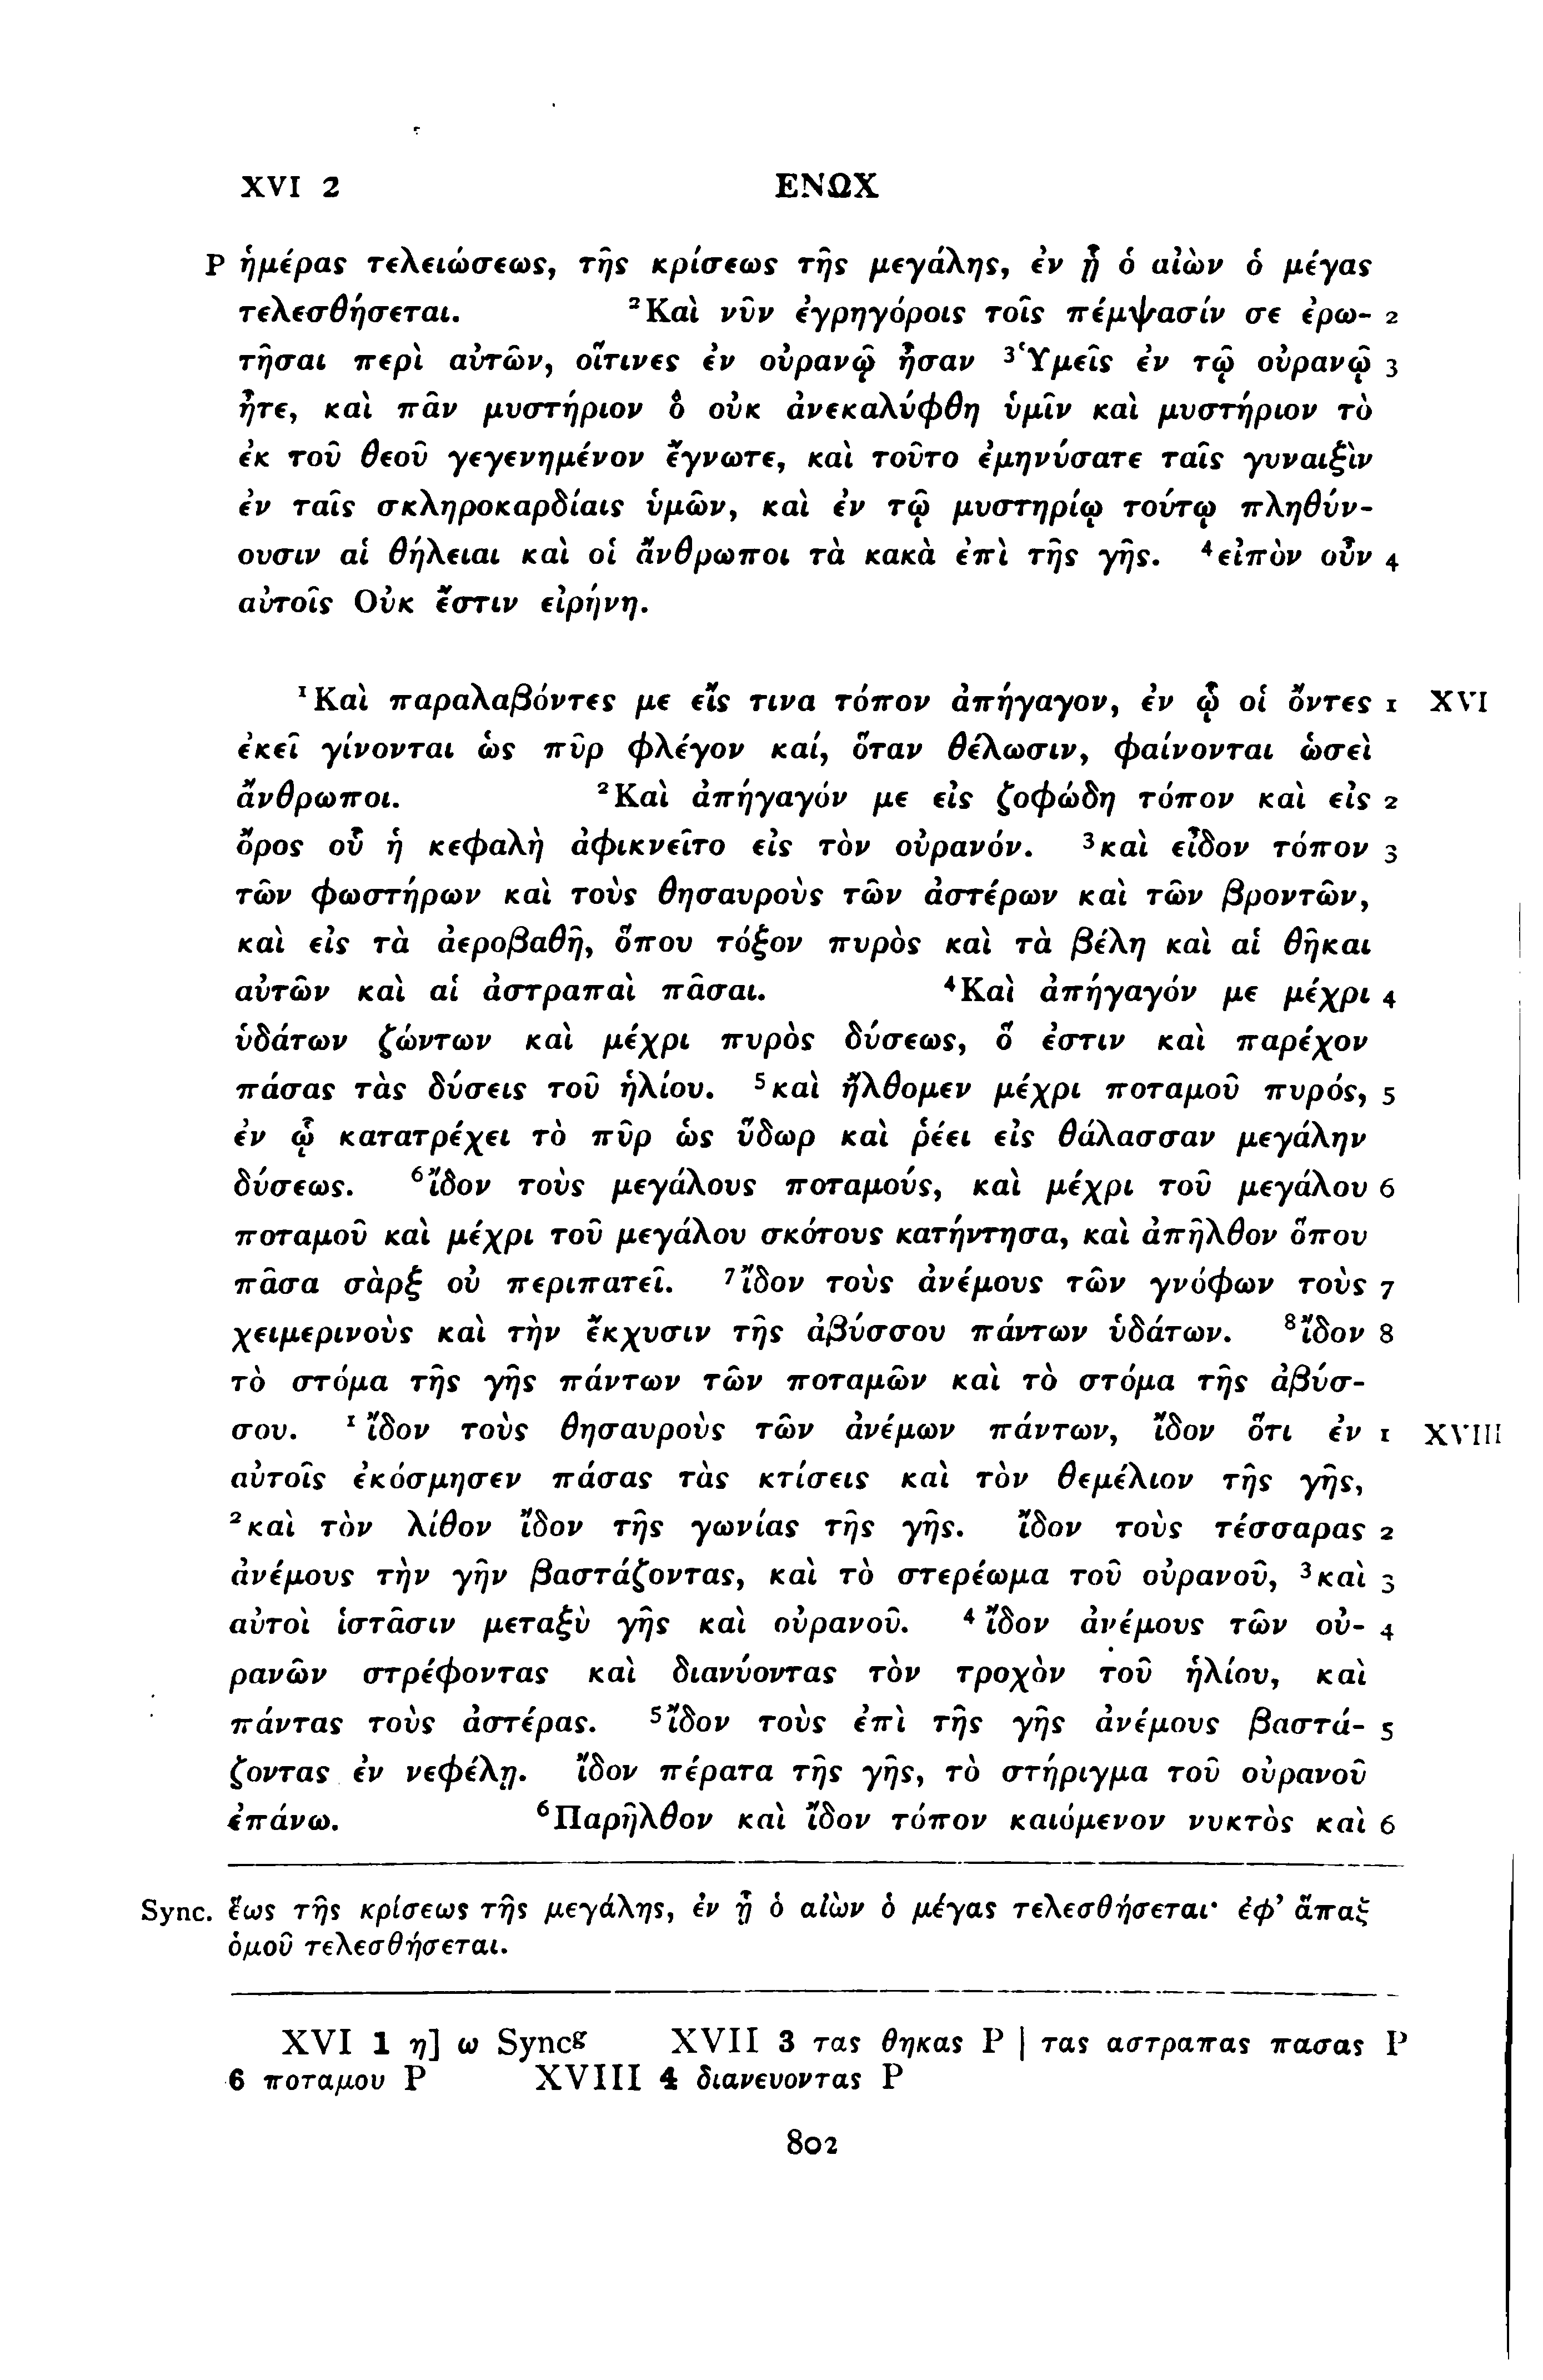 XVI 2 ΕΝΩΧ
P ἡμέρας τελειώσεως, τῆς κρίσεως τῆς μεγάλης, ἐν ᾗ ὁ αἰὼν ὁ μέγας
τελεσθήσεται. ²Καὶ νῦν ἐγρηγόροις τοῖς πέμψασίν σε ἐρω- 2
τῆσαι περὶ αὐτῶν, οἵτινες ἐν οὐρανῷ ἦσαν ³Ὑμεῖς ἐν τῷ οὐρανῷ 3
ἦτε, καὶ πᾶν μυστήριον ὃ οὐκ ἀνεκαλύφθη ὑμῖν καὶ μυστήριον τὸ
ἐκ τοῦ θεοῦ γεγενημένον ἔγνωτε, καὶ τοῦτο ἐμηνύσατε ταῖς γυναιξὶν
ἐν ταῖς σκληροκαρδίαις ὑμῶν, καὶ ἐν τῷ μυστηρίῳ τούτῳ πληθύν-
ουσιν αἱ θήλειαι καὶ οἱ ἄνθρωποι τὰ κακὰ ἐπὶ τῆς γῆς. ⁴εἰπὸν οὖν 4
αὐτοῖς Οὐκ ἔστιν εἰρήνη.
¹Καὶ παραλαβόντες με εἴς τινα τόπον ἀπήγαγον, ἐν ᾧ οἱ ὄντες 1 XVI
ἐκεῖ γίνονται ὡς πῦρ φλέγον καί, ὅταν θέλωσιν, φαίνονται ὡσεὶ
ἄνθρωποι. ²Καὶ ἀπήγαγόν με εἰς ζοφώδη τόπον καὶ εἰς 2
ὄρος οὗ ἡ κεφαλὴ ἀφικνεῖτο εἰς τὸν οὐρανόν. ³καὶ εἶδον τόπον 3
τῶν φωστήρων καὶ τοὺς θησαυροὺς τῶν ἀστέρων καὶ τῶν βροντῶν,
καὶ εἰς τὰ ἀεροβαθῆ, ὅπου τόξον πυρὸς καὶ τὰ βέλη καὶ αἱ θῆκαι
αὐτῶν καὶ αἱ ἀστραπαὶ πᾶσαι. ⁴Καὶ ἀπήγαγόν με μέχρι 4
ὑδάτων ζώντων καὶ μέχρι πυρὸς δύσεως, ὅ ἐστιν καὶ παρέχον
πάσας τὰς δύσεις τοῦ ἡλίου. ⁵καὶ ἤλθομεν μέχρι ποταμοῦ πυρός, 5
ἐν ᾧ κατατρέχει τὸ πῦρ ὡς ὕδωρ καὶ ῥέει εἰς θάλασσαν μεγάλην
δύσεως. ⁶ἴδον τοὺς μεγάλους ποταμούς, καὶ μέχρι τοῦ μεγάλου 6
ποταμοῦ καὶ μέχρι τοῦ μεγάλου σκότους κατήντησα, καὶ ἀπῆλθον ὅπου
πᾶσα σὰρξ οὐ περιπατεῖ. ⁷ἴδον τοὺς ἀνέμους τῶν γνόφων τοὺς 7
χειμερινοὺς καὶ τὴν ἔκχυσιν τῆς ἀβύσσου πάντων ὑδάτων. ⁸ἴδον 8
τὸ στόμα τῆς γῆς πάντων τῶν ποταμῶν καὶ τὸ στόμα τῆς ἀβύσ-
σου. ¹ἴδον τοὺς θησαυροὺς τῶν ἀνέμων πάντων, ἴδον ὅτι ἐν 1 XVIII
αὐτοῖς ἐκόσμησεν πάσας τὰς κτίσεις καὶ τὸν θεμέλιον τῆς γῆς,
²καὶ τὸν λίθον ἴδον τῆς γωνίας τῆς γῆς. ἴδον τοὺς τέσσαρας 2
ἀνέμους τὴν γῆν βαστάζοντας, καὶ τὸ στερέωμα τοῦ οὐρανοῦ, ³καὶ 3
αὐτοὶ ἱστᾶσιν μεταξὺ γῆς καὶ οὐρανοῦ. ⁴ἴδον ἀνέμους τῶν οὐ- 4
ρανῶν στρέφοντας καὶ διανύοντας τὸν τροχὸν τοῦ ἡλίου, καὶ
πάντας τοὺς ἀστέρας. ⁵ἴδον τοὺς ἐπὶ τῆς γῆς ἀνέμους βαστά- 5
ζοντας ἐν νεφέλῃ. ἴδον πέρατα τῆς γῆς, τὸ στήριγμα τοῦ οὐρανοῦ
ἐπάνω. ⁶Παρῆλθον καὶ ἴδον τόπον καιόμενον νυκτὸς καὶ 6
Sync. ἕως τῆς κρίσεως τῆς μεγάλης, ἐν ᾗ ὁ αἰὼν ὁ μέγας τελεσθήσεται· ἐφ’ ἅπαξ
ὁμοῦ τελεσθήσεται.
XVI 1 η] ω Syncᵍ XVII 3 τας θηκας P | τας αστραπας πασας P
6 ποταμου P XVIII 4 διανευοντας P
802